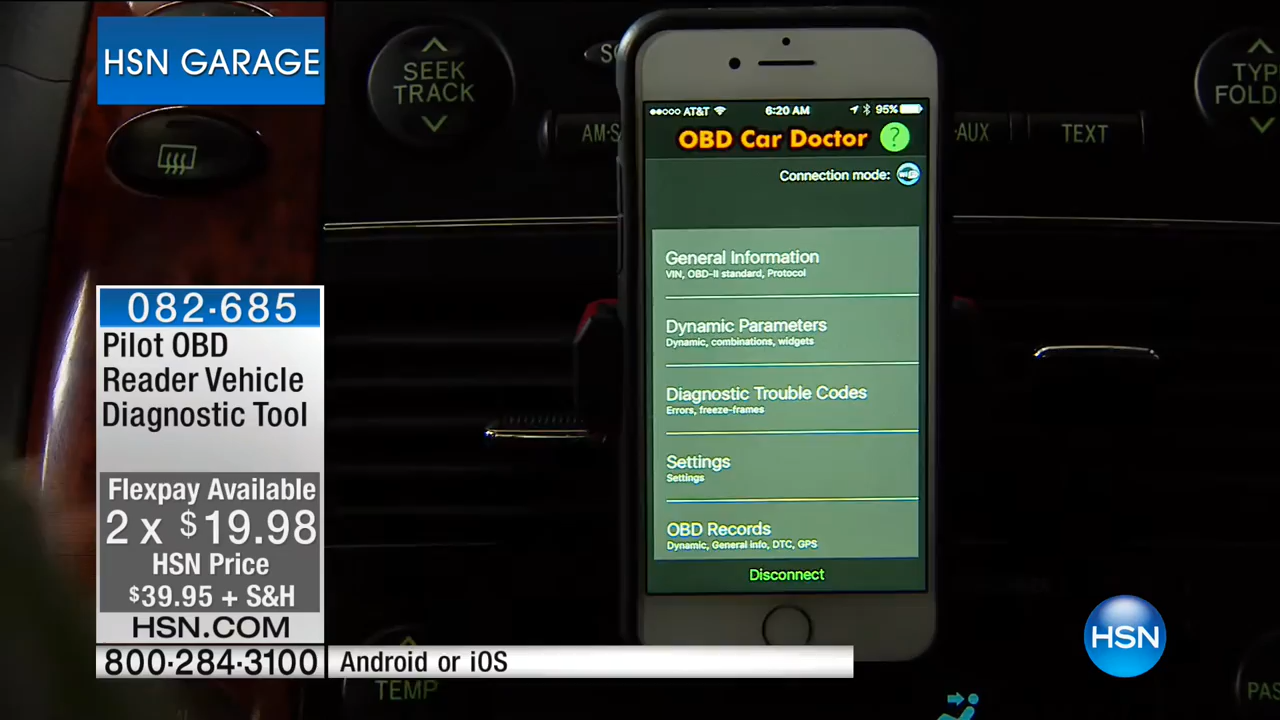 HSN GARAGE
082·685
Pilot OBD
Reader Vehicle
Diagnostic Tool
Flexpay Available
2 x $19.98
HSN Price
$39.95 + S&H
HSN.COM
800·284·3100
Android or iOS
SEEK
TRACK
AM-S
AUX
TEXT
TYP
FOLD
TEMP
PAS
AT&T
6:20 AM
95%
OBD Car Doctor
?
Connection mode:
General Information
VIN, OBD-II standard, Protocol
Dynamic Parameters
Dynamic, combinations, widgets
Diagnostic Trouble Codes
Errors, freeze-frames
Settings
Settings
OBD Records
Dynamic, General info, DTC, GPS
Disconnect
HSN